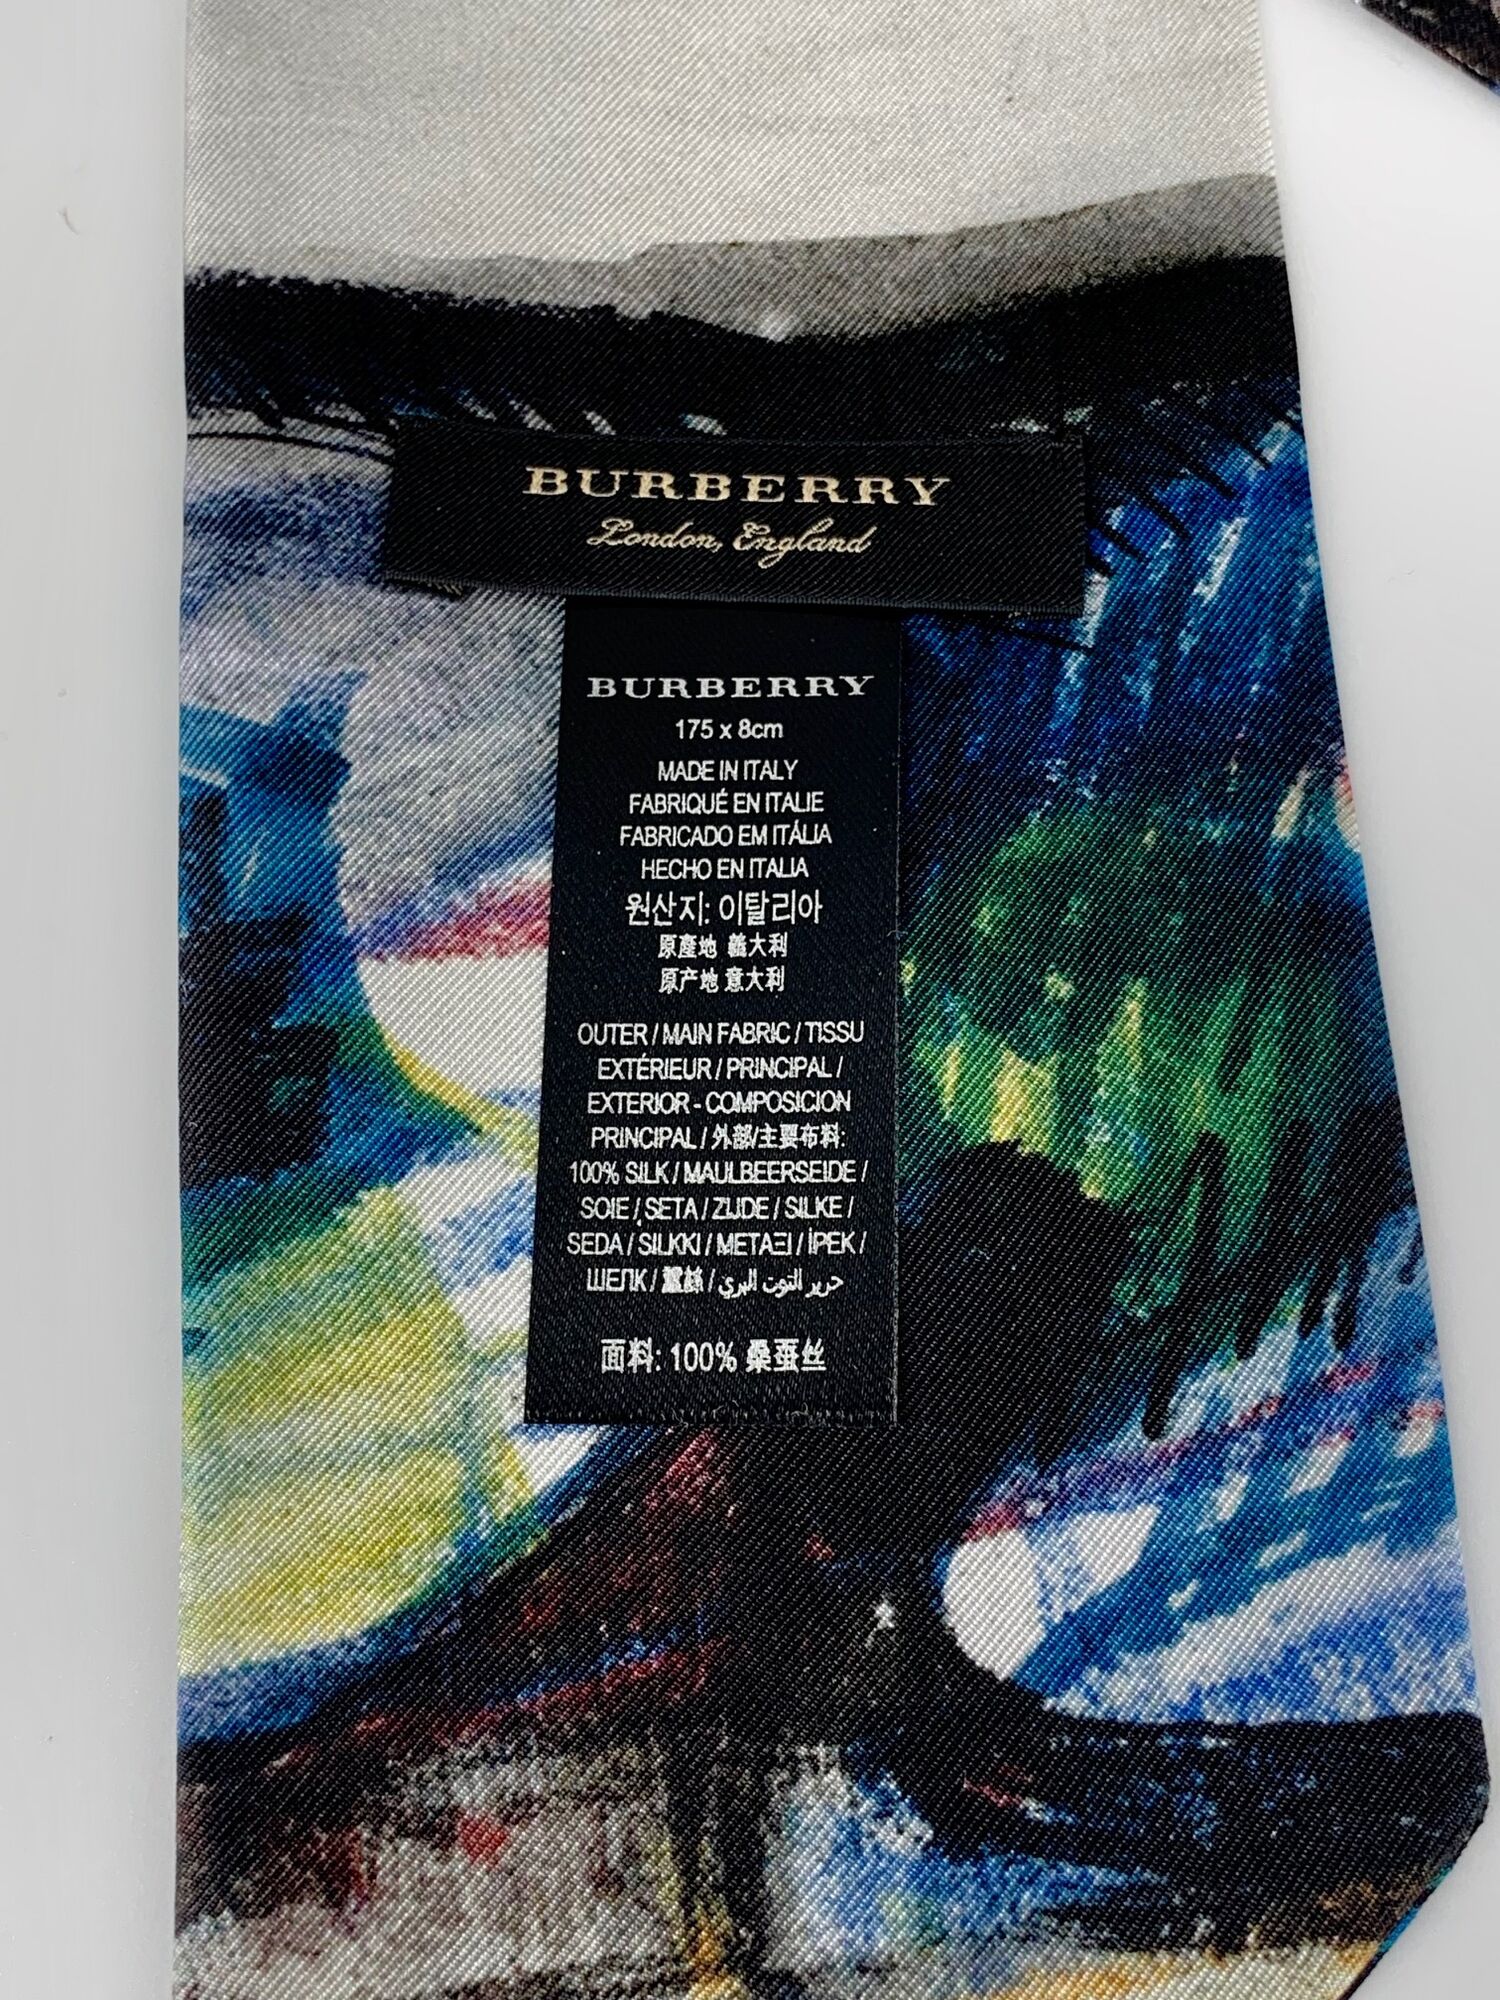 BURBERRY
London, England
BURBERRY
175 x 8cm
MADE IN ITALY
FABRIQUÉ EN ITALIE
FABRICADO EM ITÁLIA
HECHO EN ITALIA
원산지: 이탈리아
原產地 義大利
原产地 意大利
OUTER / MAIN FABRIC / TISSU
EXTÉRIEUR / PRINCIPAL /
EXTERIOR - COMPOSICION
PRINCIPAL / 外部/主要布料:
100% SILK / MAULBEERSEIDE /
SOIE / SETA / ZIJDE / SILKE /
SEDA / SILKKI / ΜΕΤΑΞΙ / İPEK /
ШЕЛК / 蠶絲 / حرير التوت البري
面料: 100% 桑蚕丝